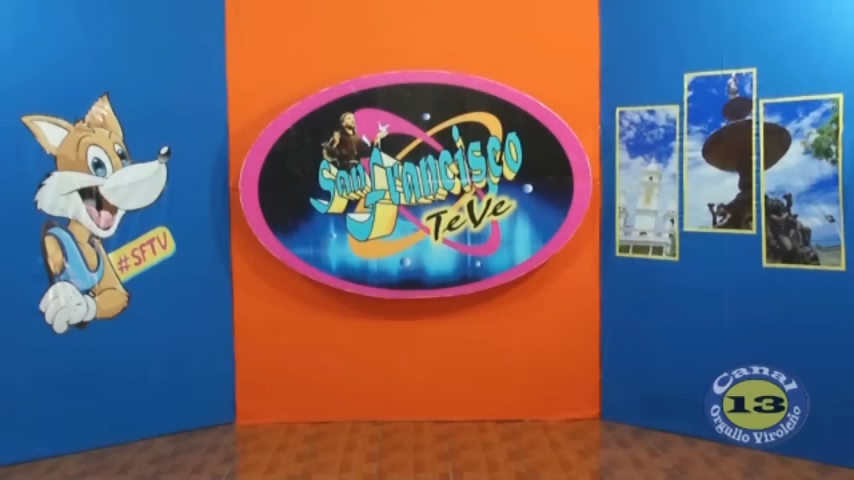 San Francisco
TeVe
#SFTV
Canal
13
Orgullo Viroleño